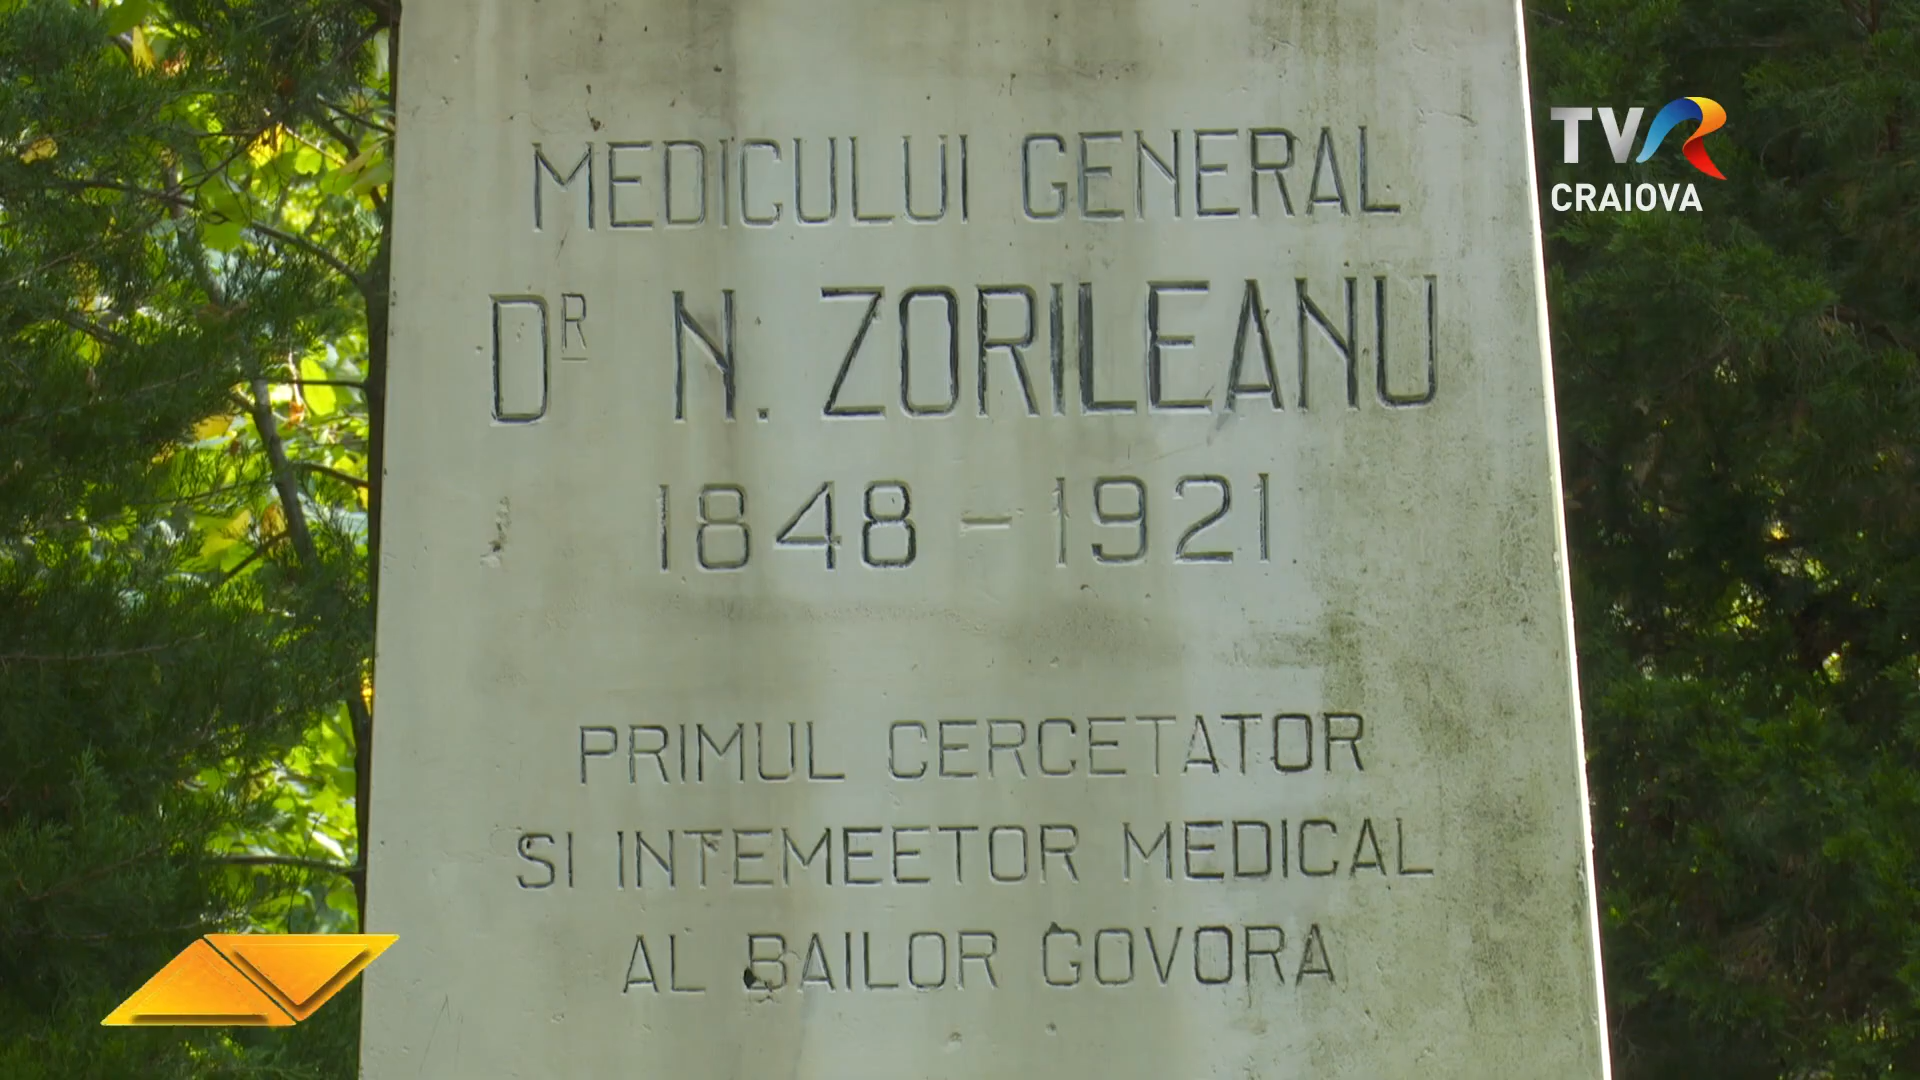 MEDICULUI GENERAL
DR N. ZORILEANU
1848 - 1921
PRIMUL CERCETATOR
SI INTEMEETOR MEDICAL
AL BAILOR GOVORA
TVR
CRAIOVA